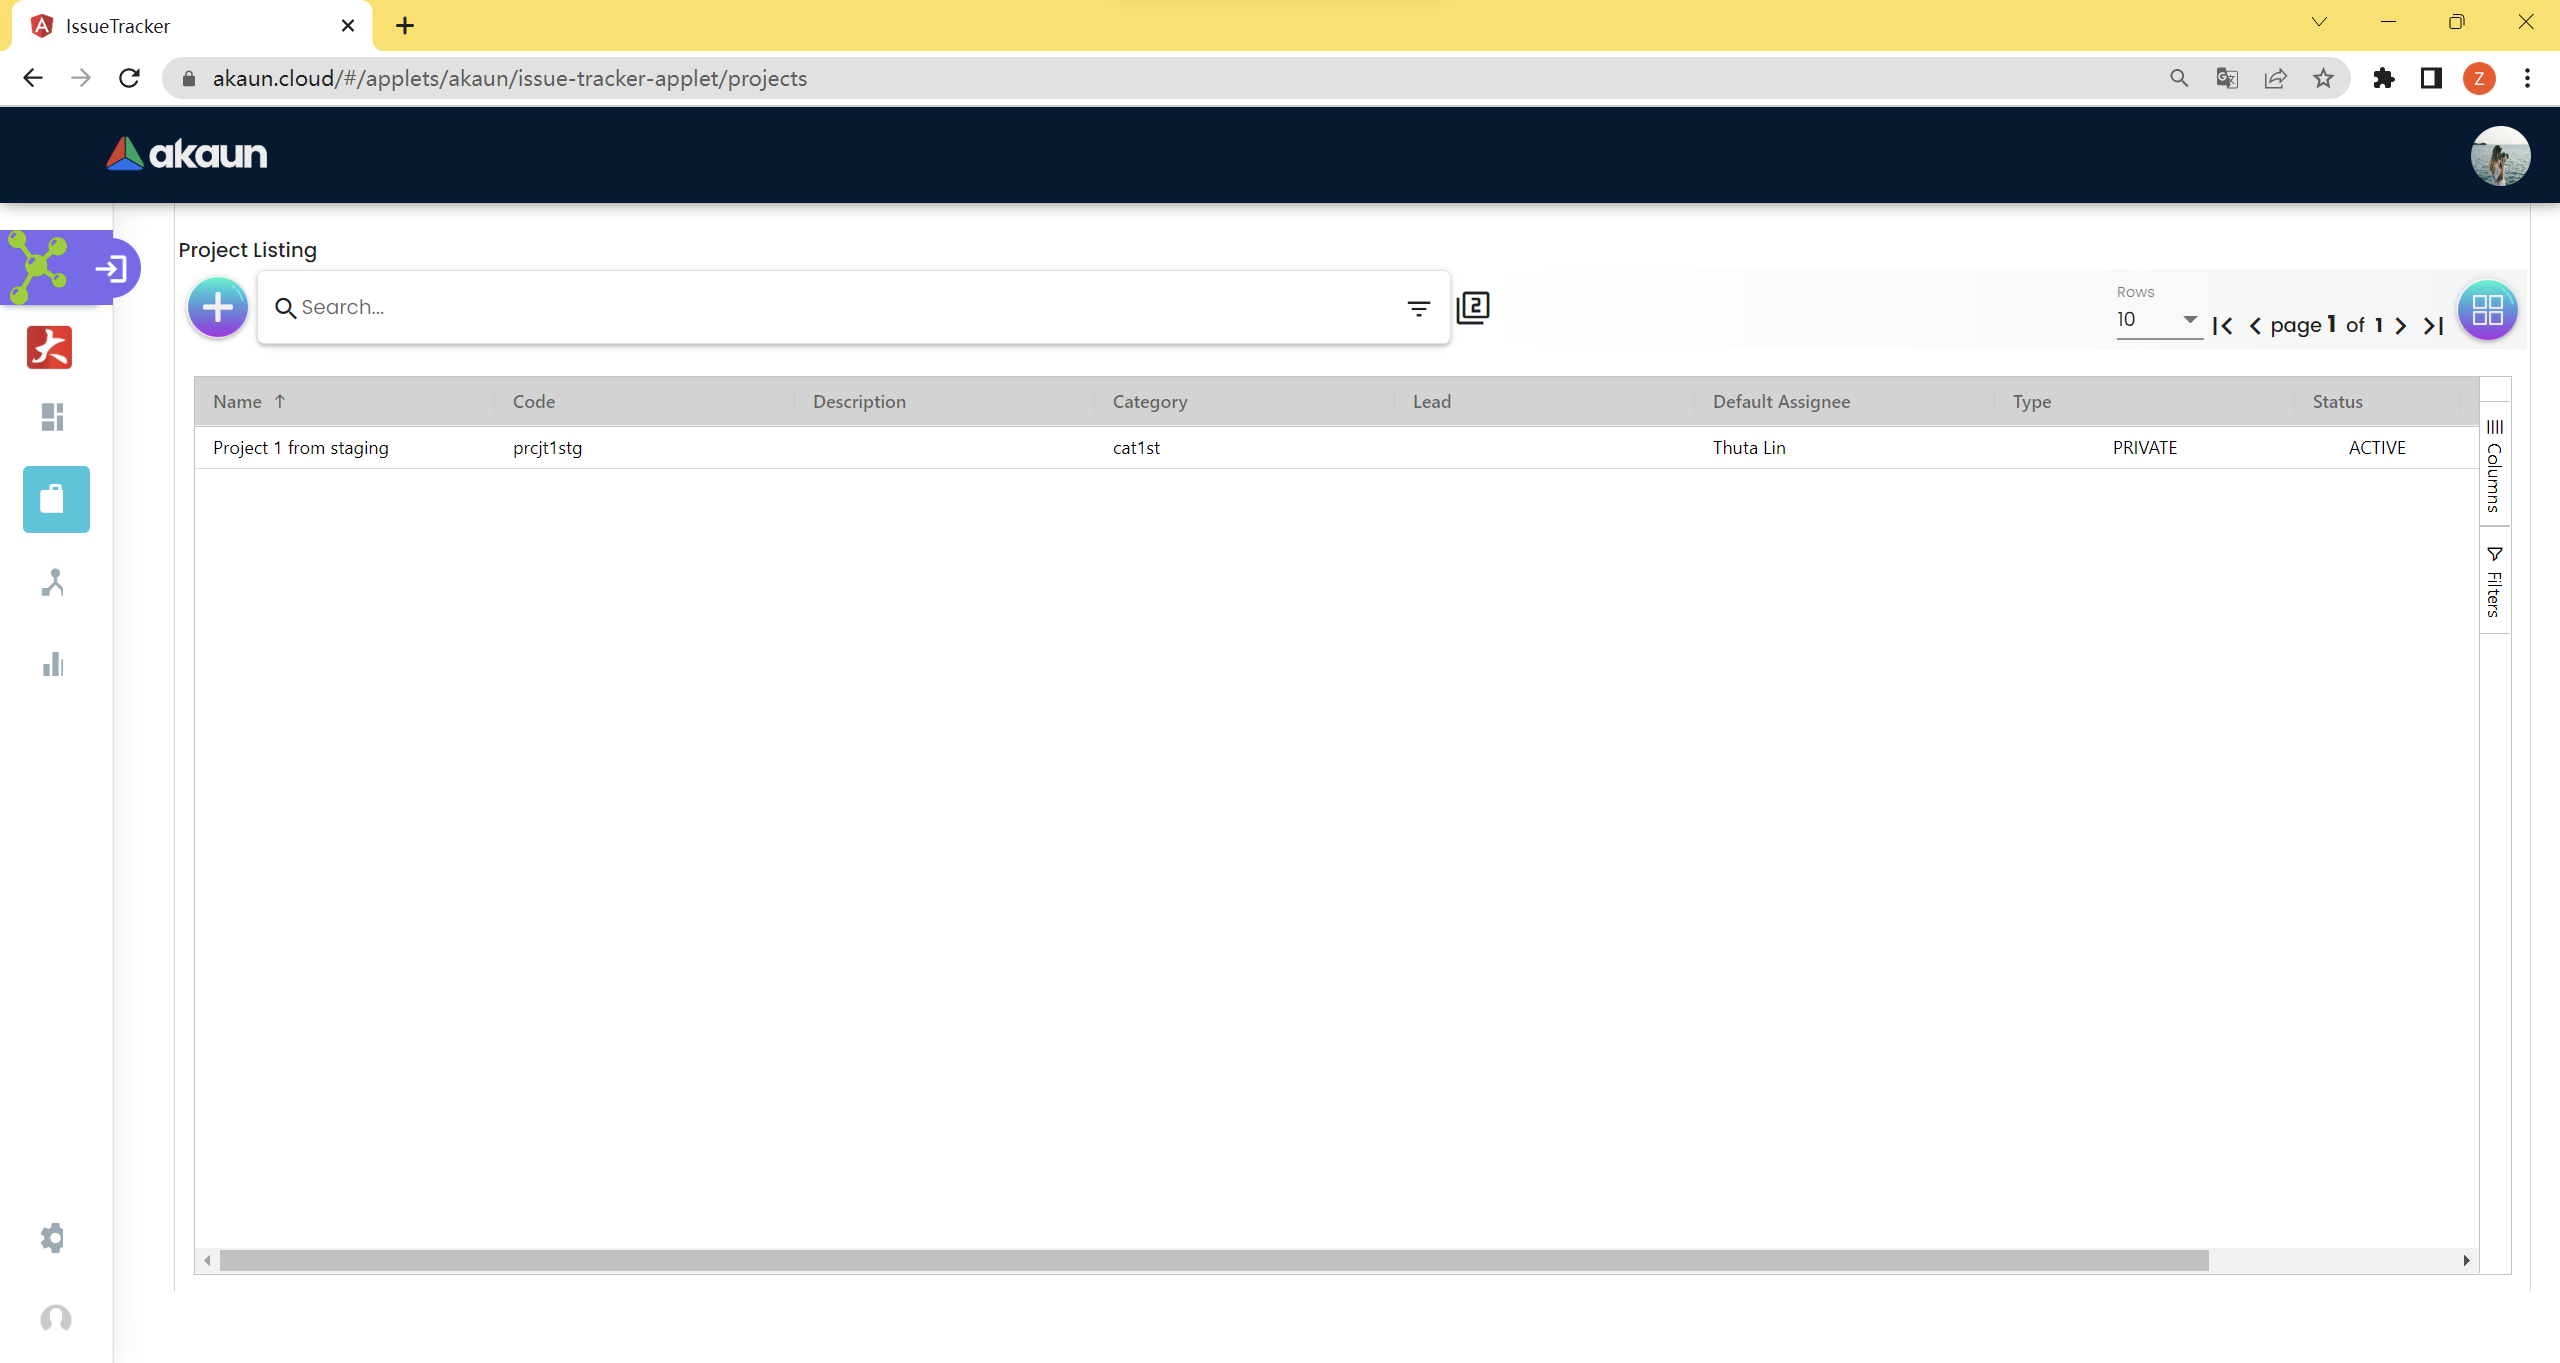 IssueTracker
akaun.cloud/#/applets/akaun/issue-tracker-applet/projects
Z
akaun
Project Listing
大
Search...
2
Rows
10
page 1 of 1
Name Code Description Category Lead Default Assignee Type Status
Project 1 from staging prcjt1stg cat1st Thuta Lin PRIVATE ACTIVE
Columns
Filters